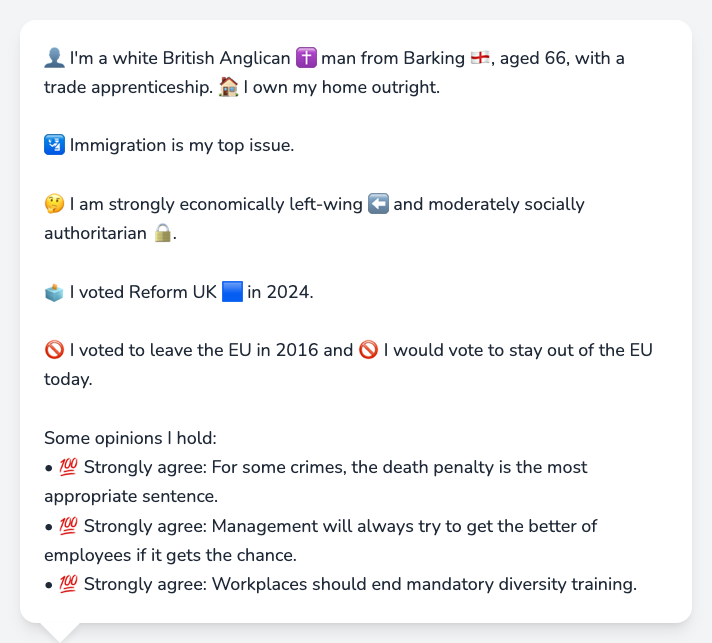 👤 I'm a white British Anglican ✝️ man from Barking 🏴󠁧󠁢󠁥󠁮󠁧󠁿, aged 66, with a
trade apprenticeship. 🏠 I own my home outright.
🛂 Immigration is my top issue.
🤔 I am strongly economically left-wing ⬅️ and moderately socially
authoritarian 🔒.
🗳️ I voted Reform UK 🟦 in 2024.
🚫 I voted to leave the EU in 2016 and 🚫 I would vote to stay out of the EU
today.
Some opinions I hold:
• 💯 Strongly agree: For some crimes, the death penalty is the most
appropriate sentence.
• 💯 Strongly agree: Management will always try to get the better of
employees if it gets the chance.
• 💯 Strongly agree: Workplaces should end mandatory diversity training.